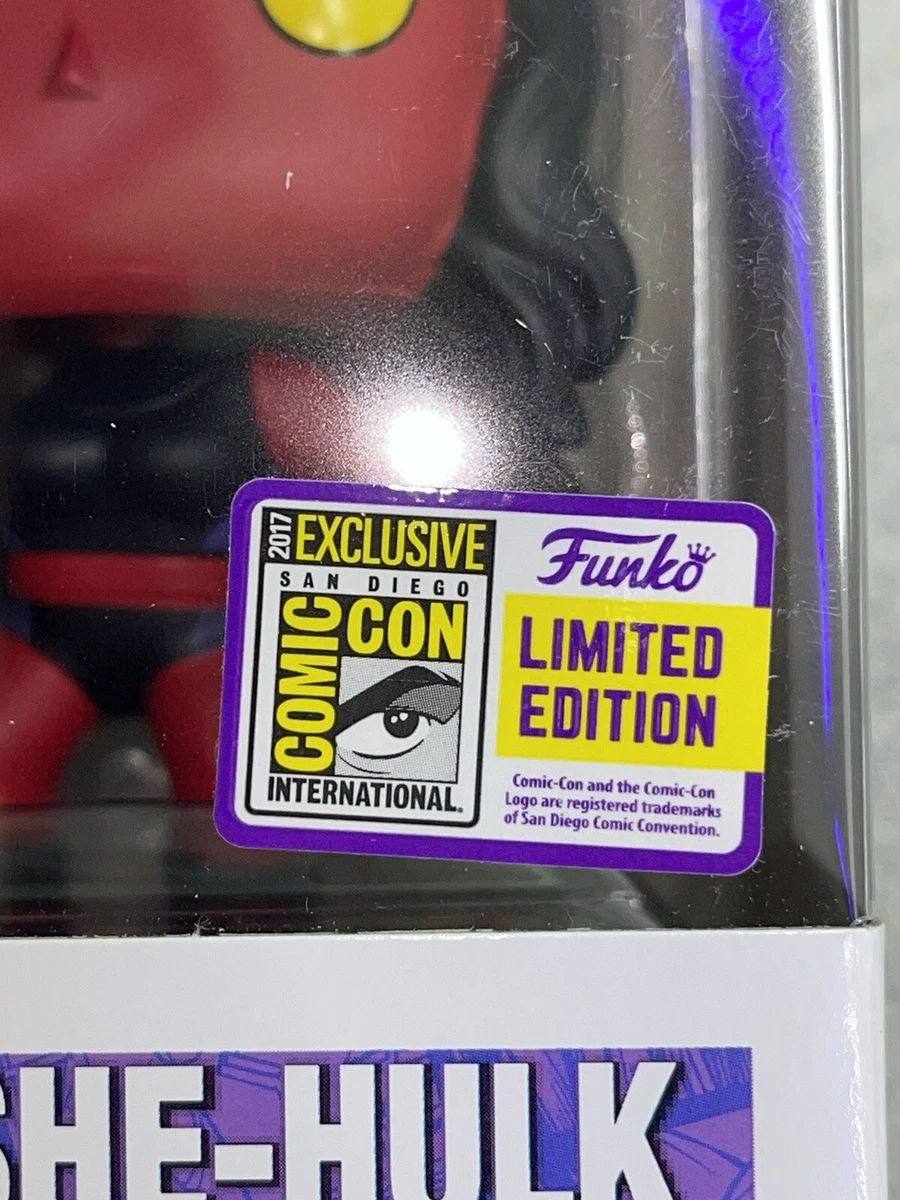 2017
EXCLUSIVE
SAN DIEGO
COMIC
CON
INTERNATIONAL.
Funko
LIMITED
EDITION
Comic-Con and the Comic-Con
Logo are registered trademarks
of San Diego Comic Convention.
SHE-HULK